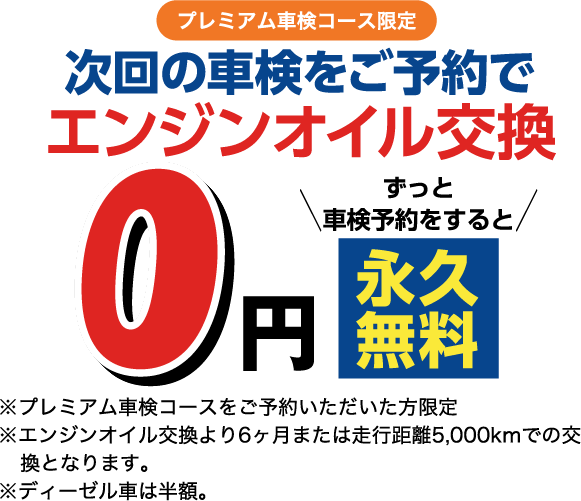 プレミアム車検コース限定
次回の車検をご予約で
エンジンオイル交換
0円
ずっと
車検予約をすると
永久
無料
※プレミアム車検コースをご予約いただいた方限定
※エンジンオイル交換より6ヶ月または走行距離5,000kmでの交
換となります。
※ディーゼル車は半額。